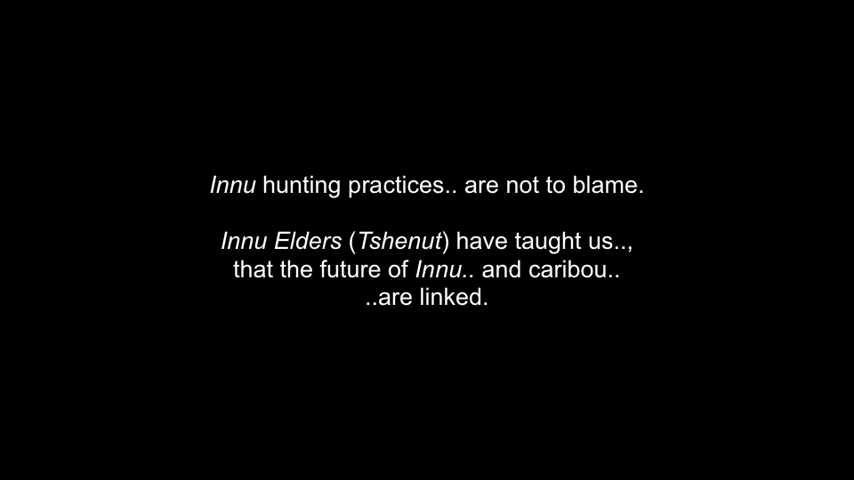 Innu hunting practices.. are not to blame.
Innu Elders (Tshenut) have taught us..,
that the future of Innu.. and caribou..
..are linked.